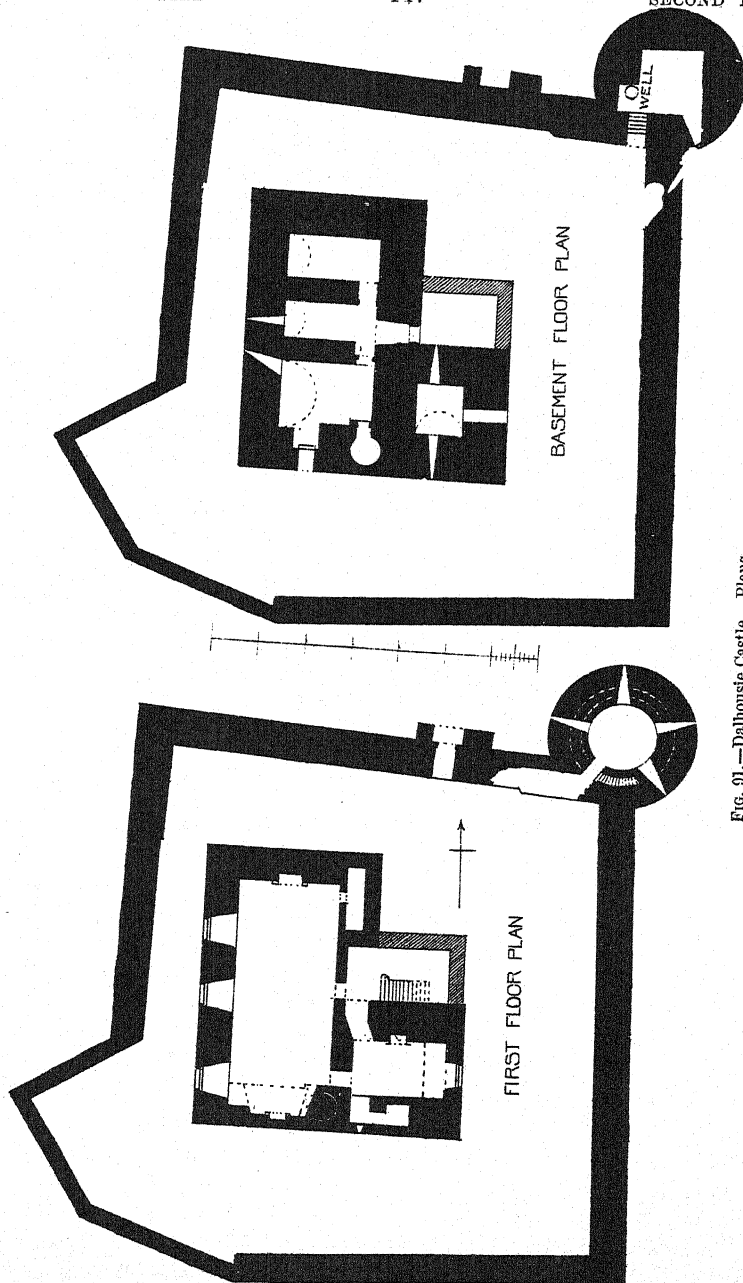 SECOND
WELL
BASEMENT FLOOR PLAN
FIRST FLOOR PLAN
FIG. 91.—Dalhousie Castle. Plans.